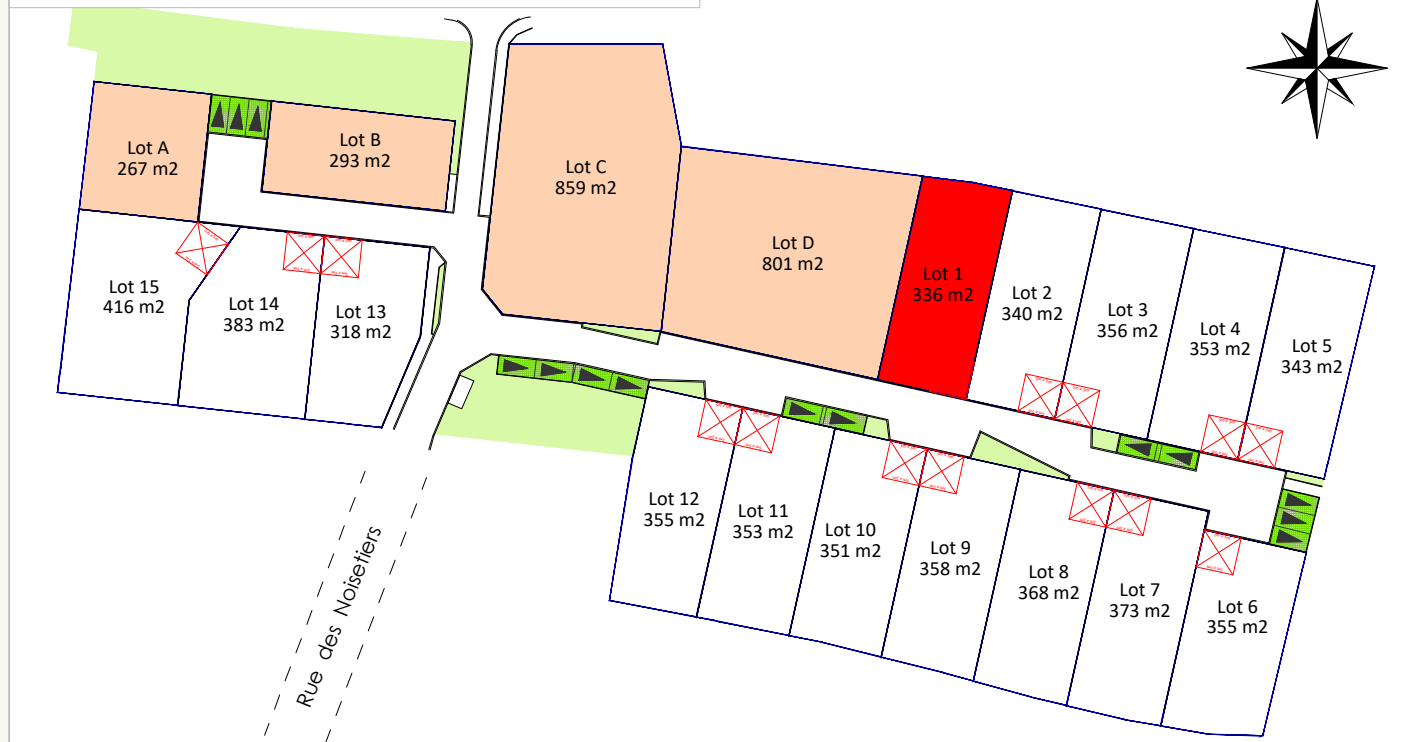 Lot A
267 m2
Lot B
293 m2
Lot C
859 m2
Lot D
801 m2
Lot 1
336 m2
Lot 2
340 m2
Lot 3
356 m2
Lot 4
353 m2
Lot 5
343 m2
Lot 15
416 m2
Lot 14
383 m2
Lot 13
318 m2
Lot 12
355 m2
Lot 11
353 m2
Lot 10
351 m2
Lot 9
358 m2
Lot 8
368 m2
Lot 7
373 m2
Lot 6
355 m2
Rue des Noisetiers